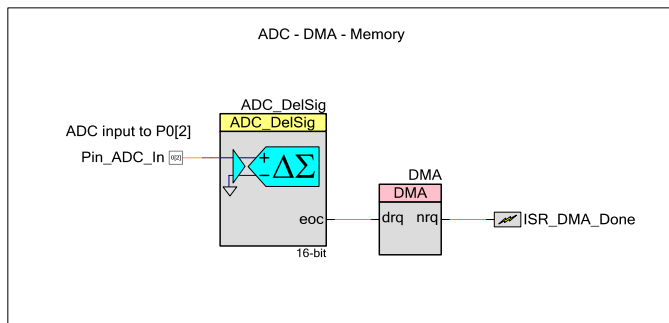 ADC - DMA - Memory
ADC_DelSig
ADC_DelSig
ADC input to P0[2]
Pin_ADC_In
0[2]
+
ΔΣ
−
DMA
DMA
eoc
drq
nrq
ISR_DMA_Done
16-bit